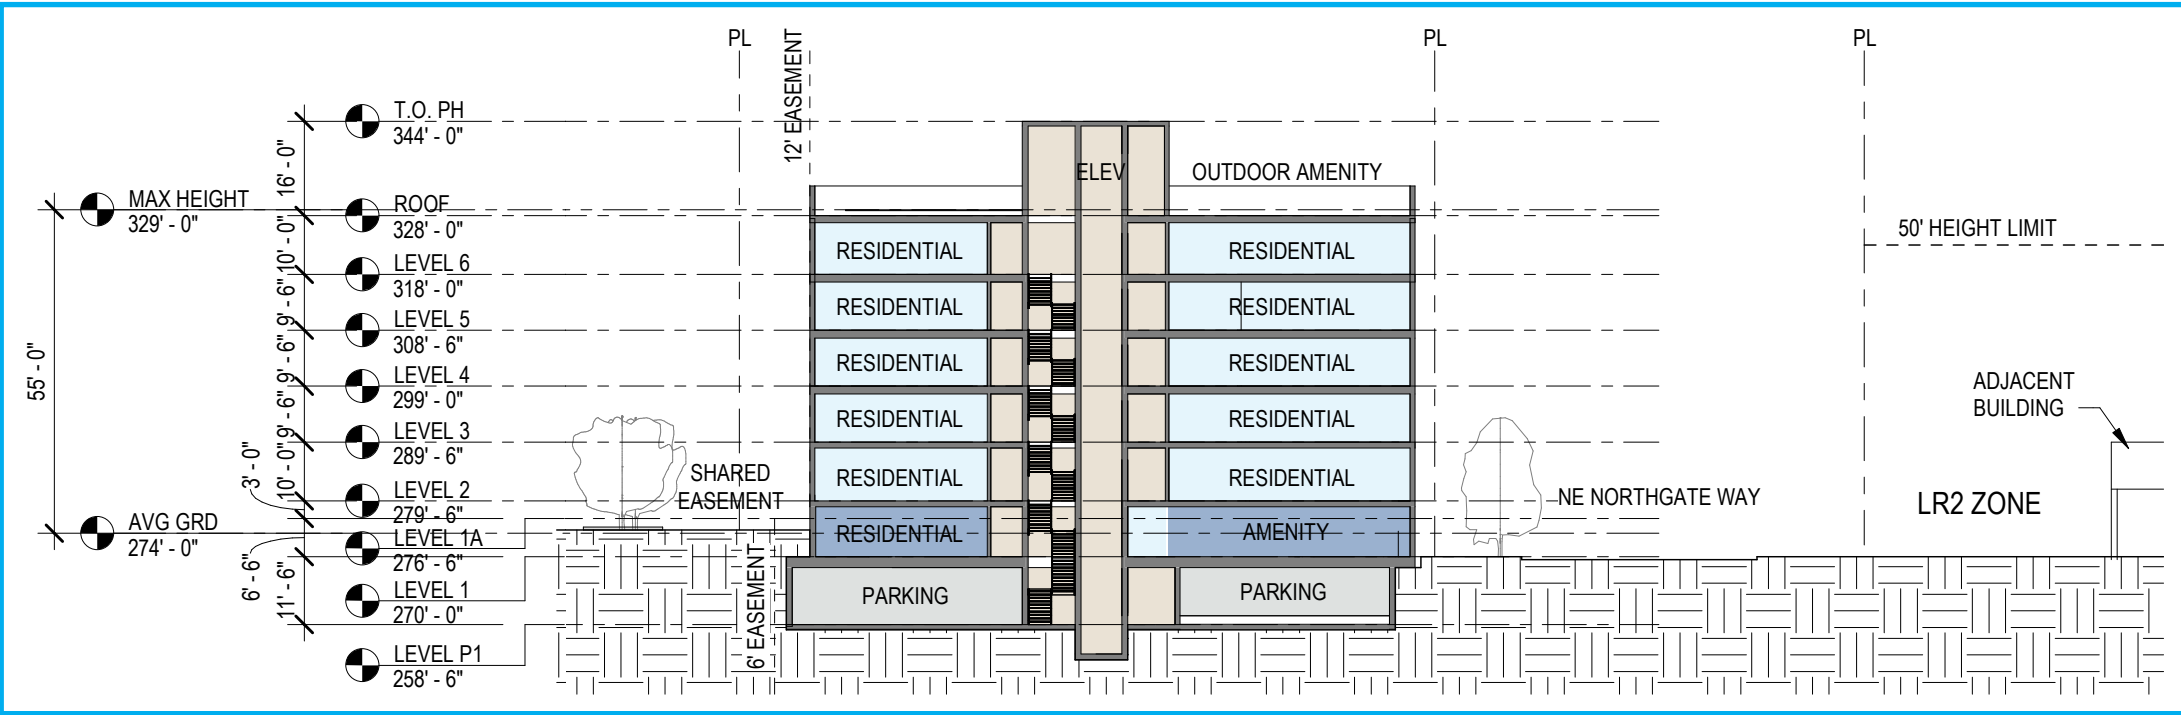 PL
PL
PL
12' EASEMENT
T.O. PH
344' - 0"
16' - 0"
ELEV
OUTDOOR AMENITY
MAX HEIGHT
329' - 0"
ROOF
328' - 0"
50' HEIGHT LIMIT
10' - 0"
RESIDENTIAL
RESIDENTIAL
LEVEL 6
318' - 0"
9' - 6"
RESIDENTIAL
RESIDENTIAL
LEVEL 5
308' - 6"
9' - 6"
RESIDENTIAL
RESIDENTIAL
55' - 0"
LEVEL 4
299' - 0"
ADJACENT
BUILDING
9' - 6"
RESIDENTIAL
RESIDENTIAL
LEVEL 3
289' - 6"
3' - 0"
10' - 0"
SHARED
EASEMENT
RESIDENTIAL
RESIDENTIAL
LEVEL 2
279' - 6"
NE NORTHGATE WAY
LR2 ZONE
AVG GRD
274' - 0"
RESIDENTIAL
AMENITY
LEVEL 1A
276' - 6"
6' - 6"
11' - 6"
6' EASEMENT
LEVEL 1
270' - 0"
PARKING
PARKING
LEVEL P1
258' - 6"